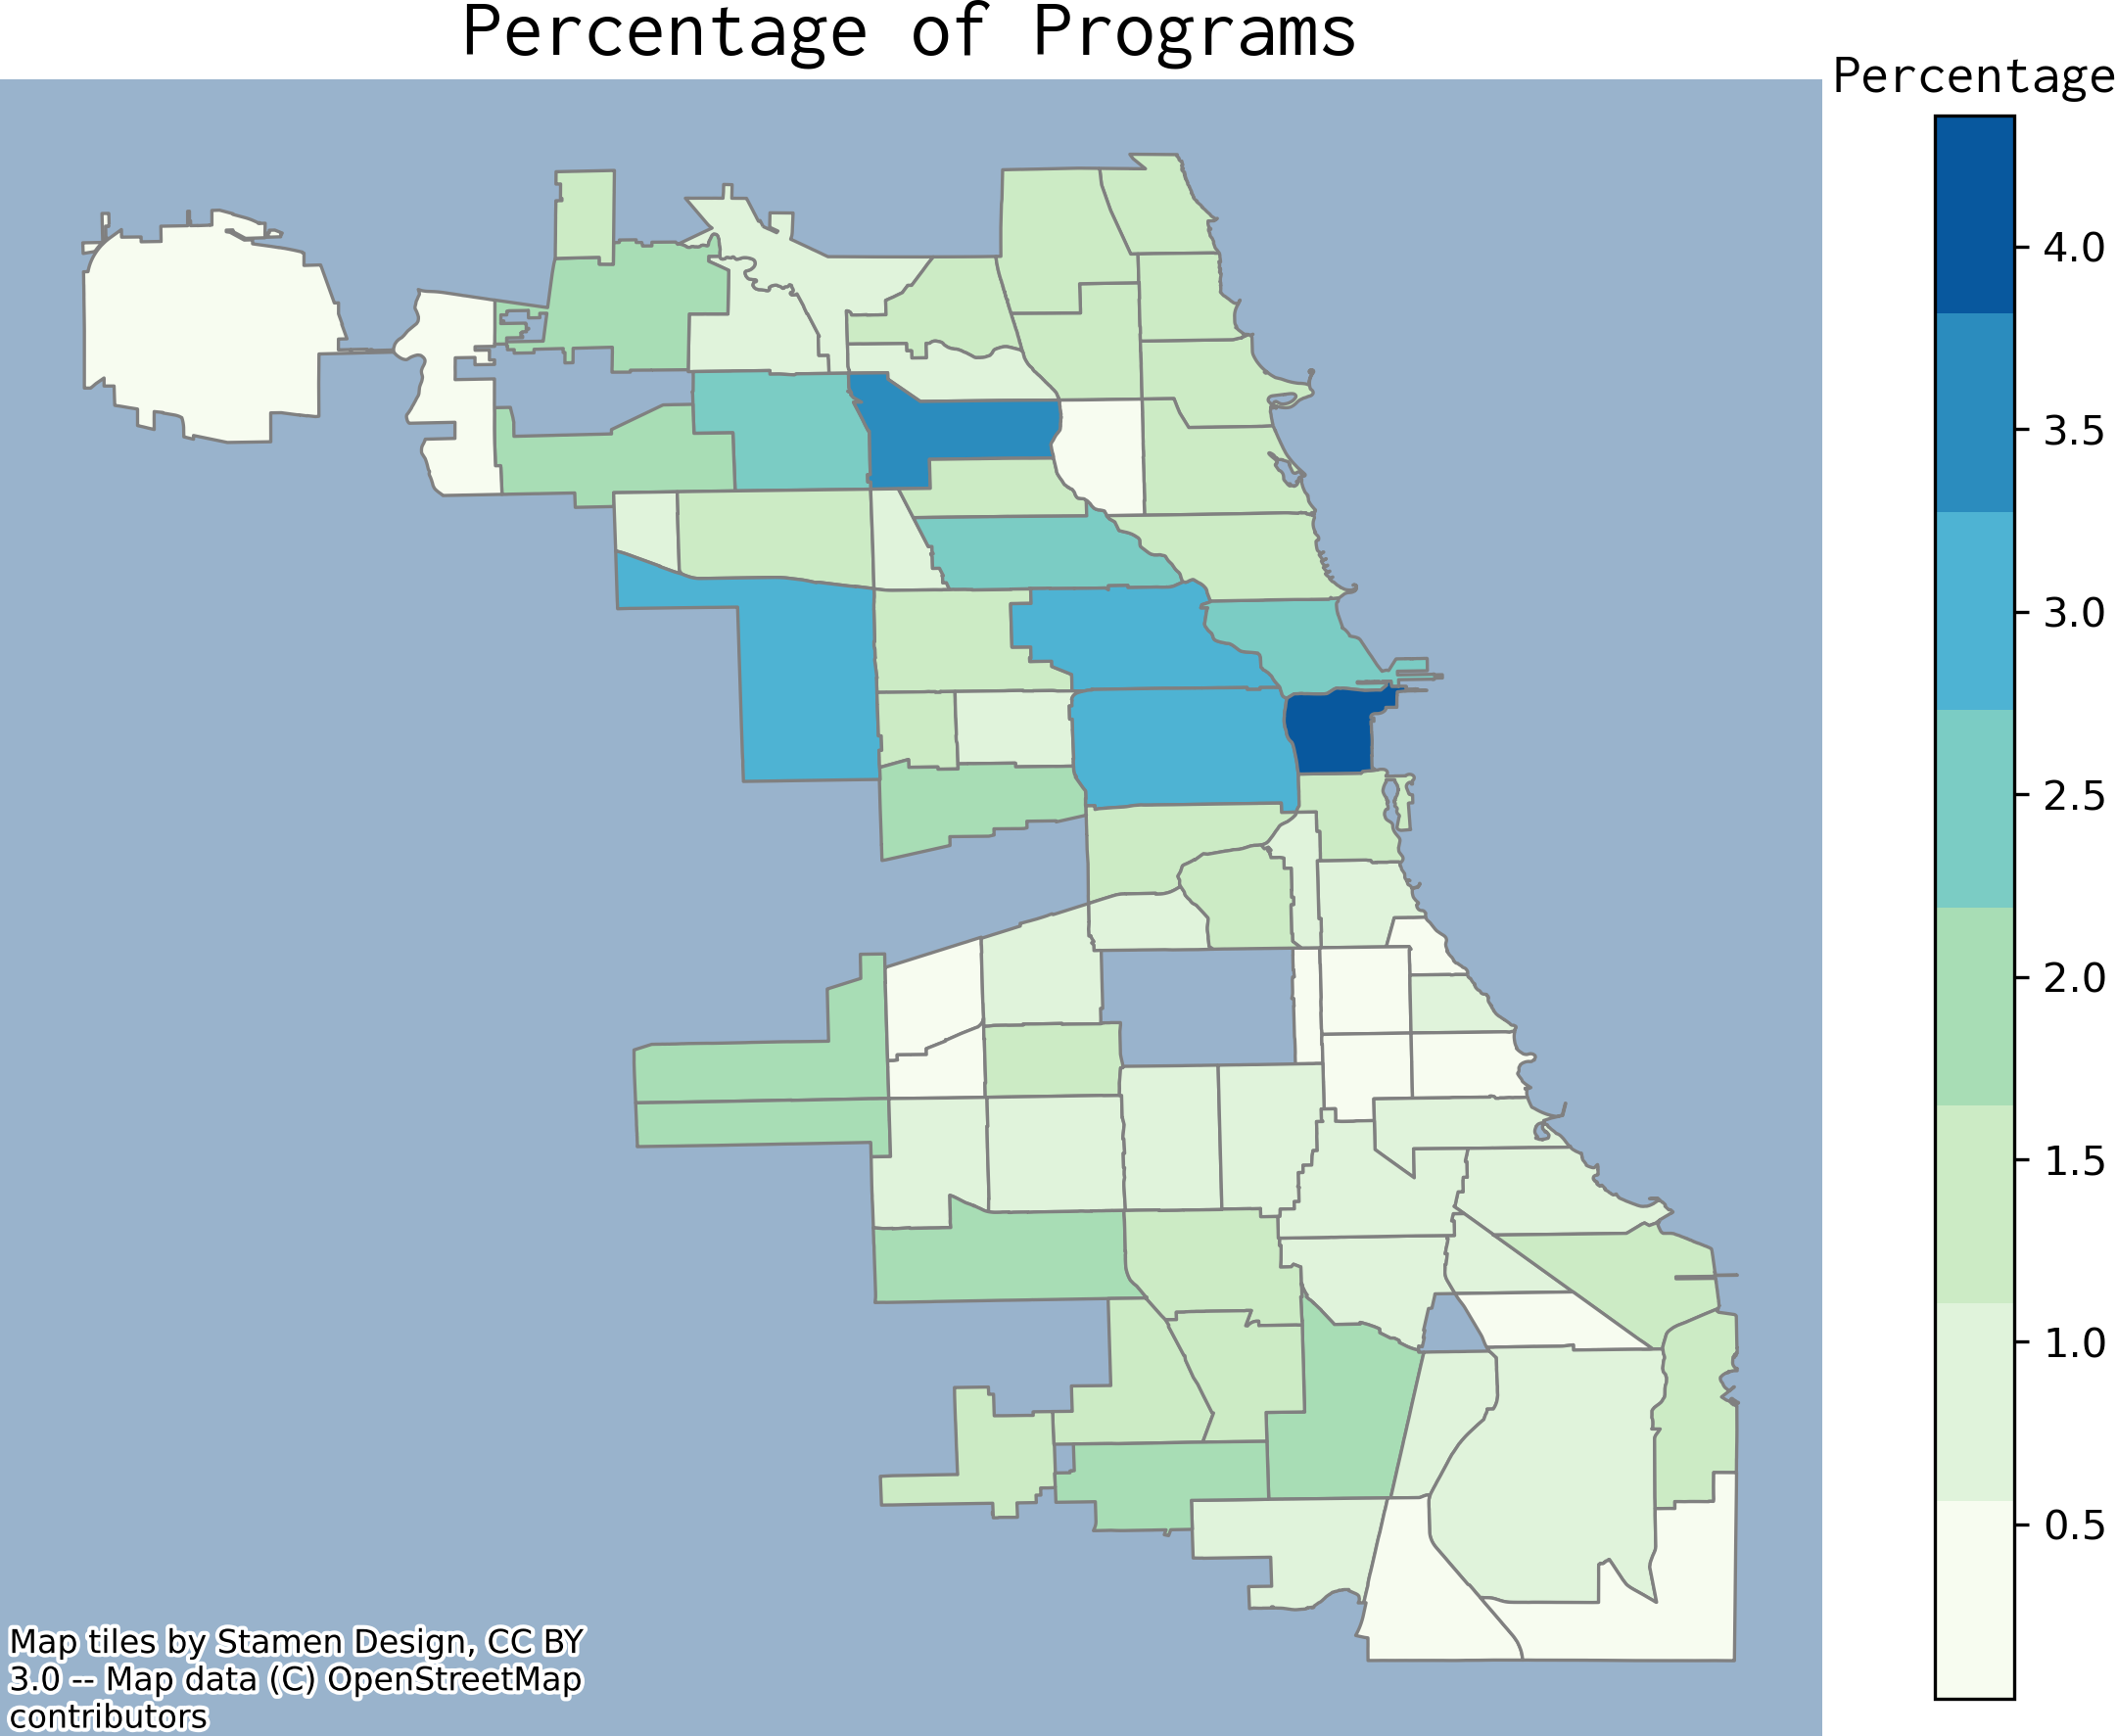 Percentage of Programs
Percentage
4.0
3.5
3.0
2.5
2.0
1.5
1.0
0.5
Map tiles by Stamen Design, CC BY
3.0 -- Map data (C) OpenStreetMap
contributors